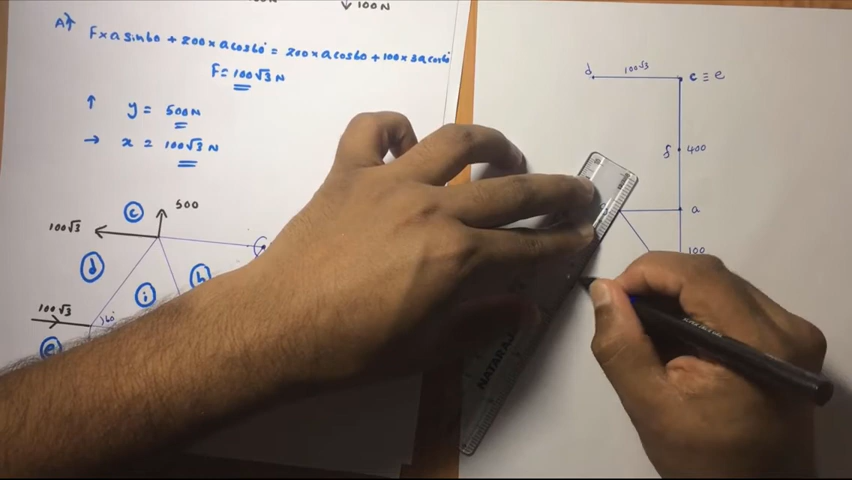 ↓ 100 N
A↑ F × a sin60 + 200 × a cos60° = 200 × a cos60 + 100 × 3a cos60°
F = 100√3 N
↑ y = 500N
→ x = 100√3 N
c 500
100√3
d
i h
100√3
60°
e
d 100√3 c ≡ e
f 400
a
100
NATARAJ